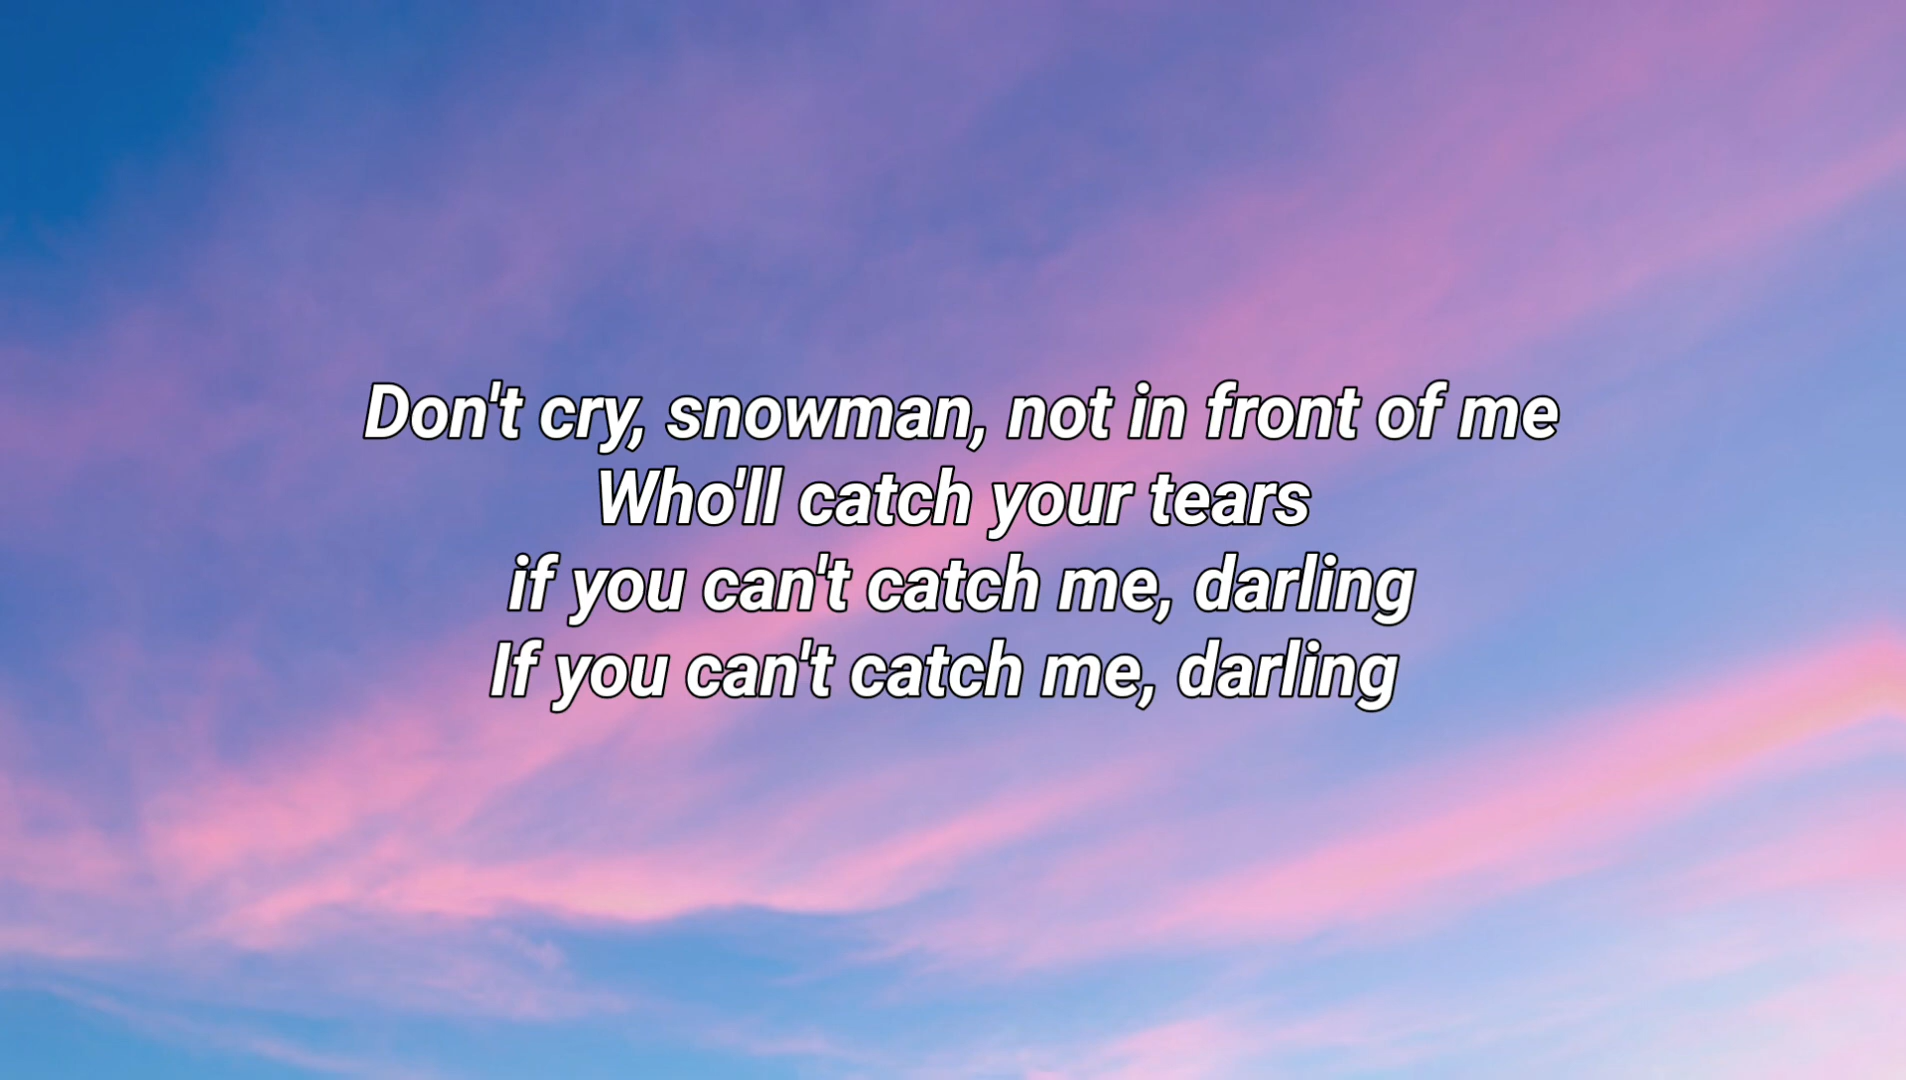 Don't cry, snowman, not in front of me
Who'll catch your tears
if you can't catch me, darling
If you can't catch me, darling